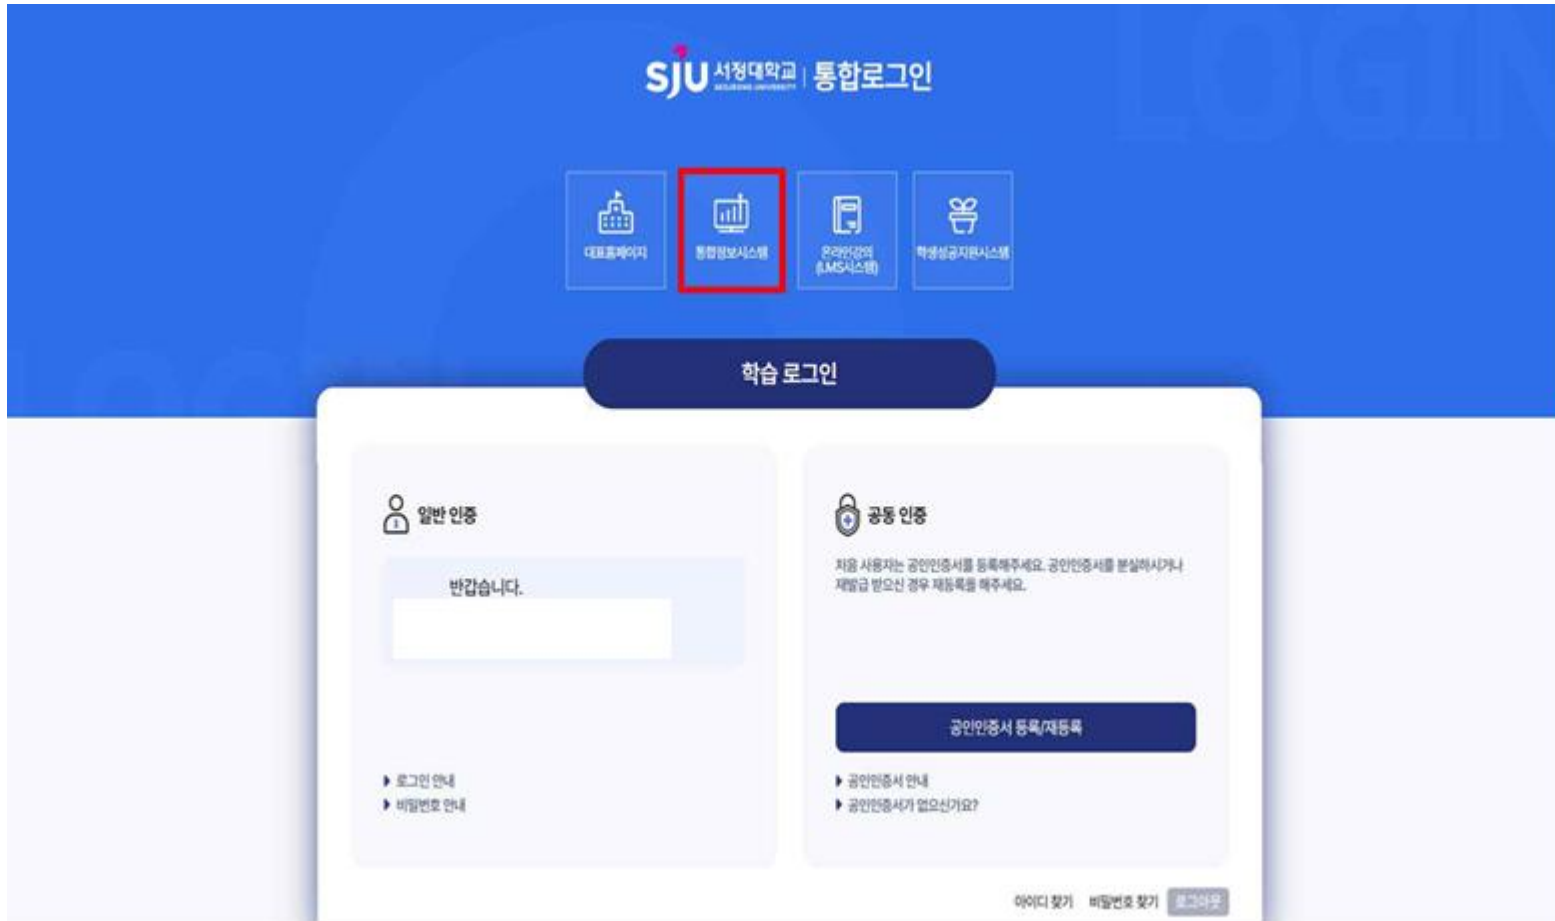 LOGIN
SJU 서정대학교 | 통합로그인
SEOJEONG UNIVERSITY
대표홈페이지
통합정보시스템
온라인강의
(LMS시스템)
학생성공지원시스템
LOGIN
학습 로그인
일반 인증
반갑습니다.
로그인 안내
비밀번호 안내
공동 인증
처음 사용자는 공인인증서를 등록해주세요. 공인인증서를 분실하시거나
재발급 받으신 경우 재등록을 해주세요.
공인인증서 등록/재등록
공인인증서 안내
공인인증서가 없으신가요?
아이디 찾기 비밀번호 찾기 로그아웃